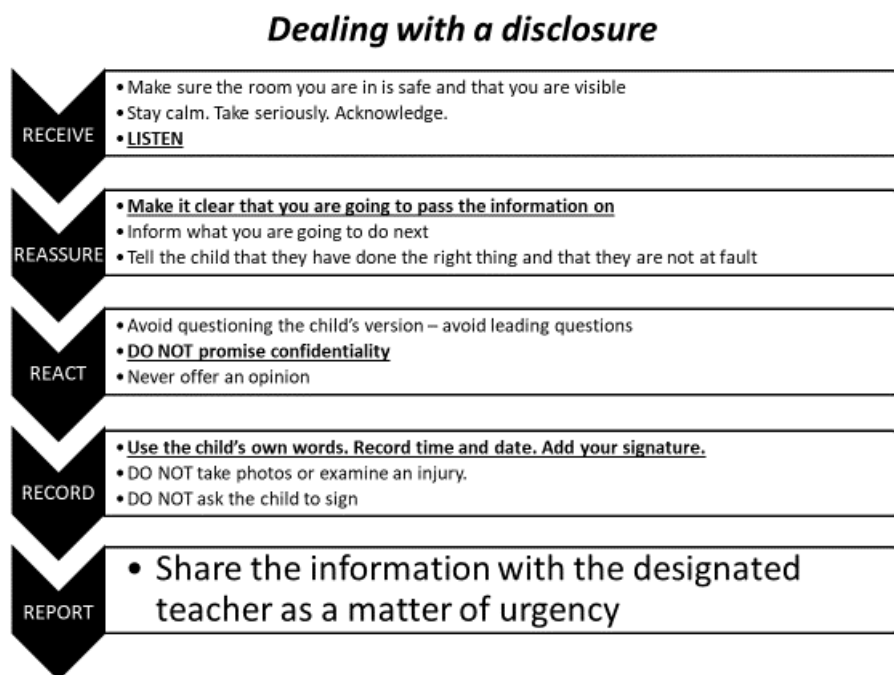 Dealing with a disclosure
RECEIVE
• Make sure the room you are in is safe and that you are visible
• Stay calm. Take seriously. Acknowledge.
• LISTEN
REASSURE
• Make it clear that you are going to pass the information on
• Inform what you are going to do next
• Tell the child that they have done the right thing and that they are not at fault
REACT
• Avoid questioning the child's version – avoid leading questions
• DO NOT promise confidentiality
• Never offer an opinion
RECORD
• Use the child's own words. Record time and date. Add your signature.
• DO NOT take photos or examine an injury.
• DO NOT ask the child to sign
REPORT
• Share the information with the designated
teacher as a matter of urgency